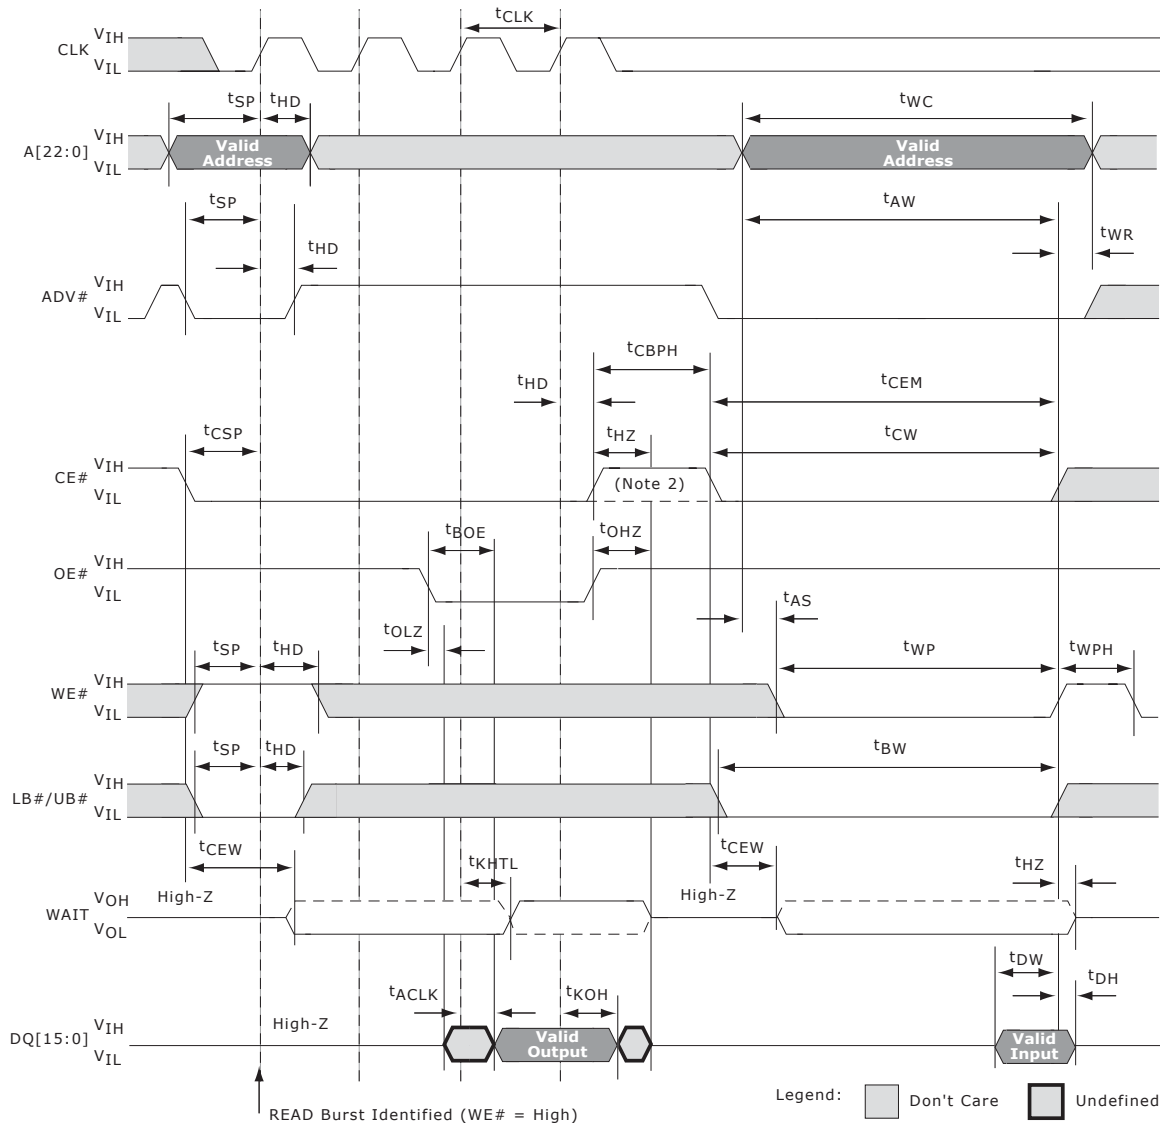 tCLK
CLK VIH
VIL
tSP tHD tWC
A[22:0] VIH
VIL
Valid
Address
Valid
Address
tSP tAW
tHD tWR
ADV# VIH
VIL
tCBPH
tHD tCEM
tCSP tHZ tCW
CE# VIH
VIL
(Note 2)
tBOE tOHZ
OE# VIH
VIL
tAS
tOLZ
tSP tHD tWP tWPH
WE# VIH
VIL
tSP tHD tBW
LB#/UB# VIH
VIL
tCEW tKHTL tCEW tHZ
High-Z High-Z
WAIT VOH
VOL
tDW
tACLK tKOH tDH
High-Z
DQ[15:0] VIH
VIL
Valid
Output
Valid
Input
READ Burst Identified (WE# = High)
Legend: Don't Care Undefined